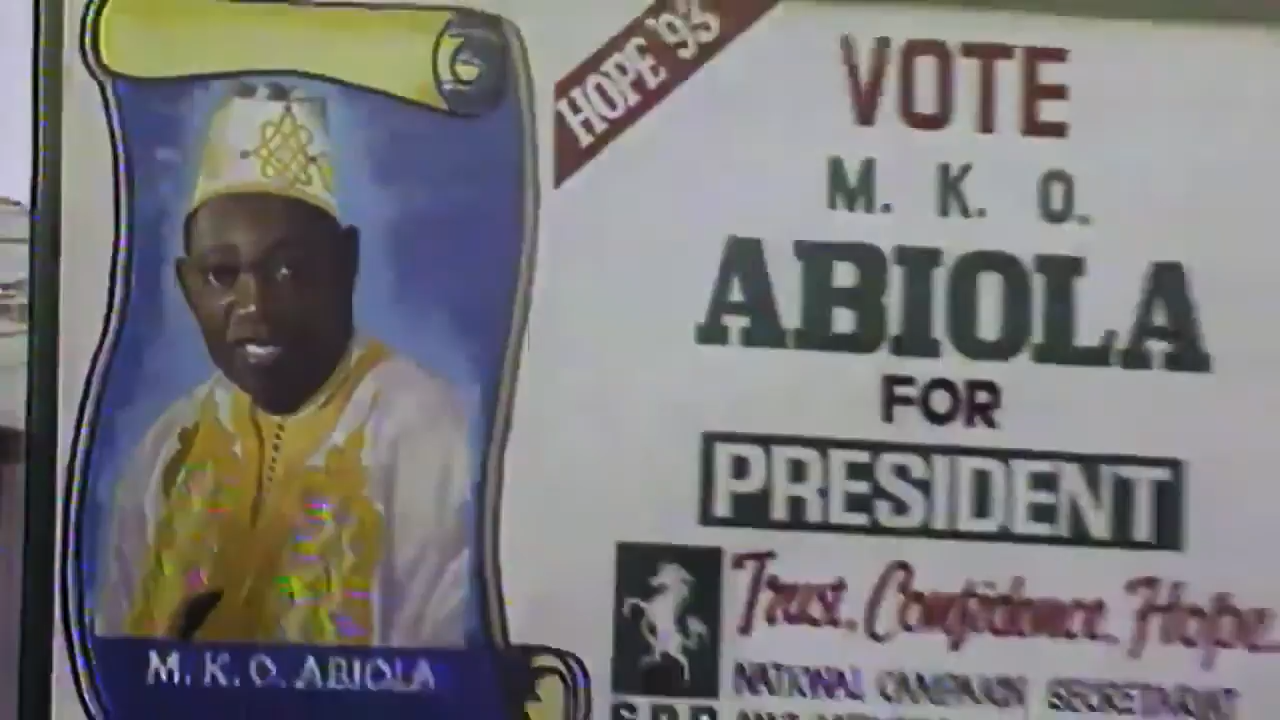 HOPE '93
VOTE
M. K. O.
ABIOLA
FOR
PRESIDENT
Trust, Confidence, Hope
NATIONAL CAMPAIGN SECRETARIAT
M. K. O. ABIOLA